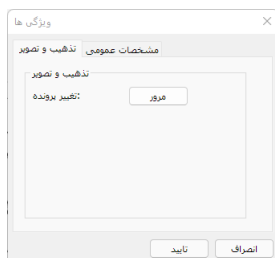 ویژگی ها
مشخصات عمومی
تذهیب و تصویر
تذهیب و تصویر
تغییر پرونده:
مرور
تایید
انصراف